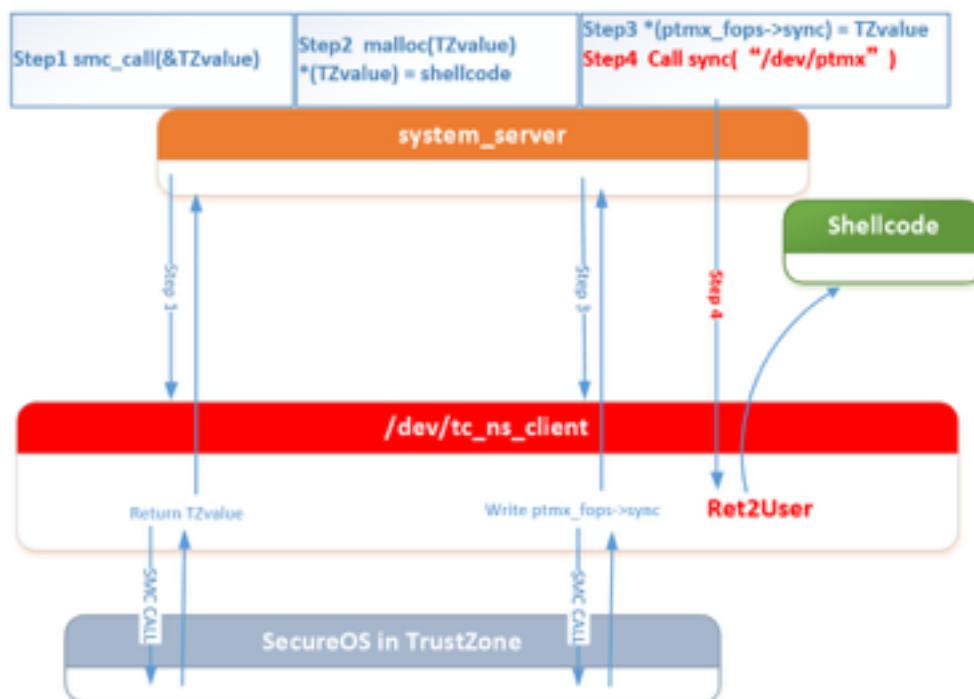 Step1 smc_call(&TZvalue)
Step2  malloc(TZvalue)
*(TZvalue) = shellcode
Step3 *(ptmx_fops->sync) = TZvalue
Step4  Call sync(“/dev/ptmx”)
system_server
Shellcode
Step 1
Step 3
Step 4
/dev/tc_ns_client
Return TZvalue
Write ptmx_fops->sync
Ret2User
SMC CALL
SMC CALL
SecureOS in TrustZone